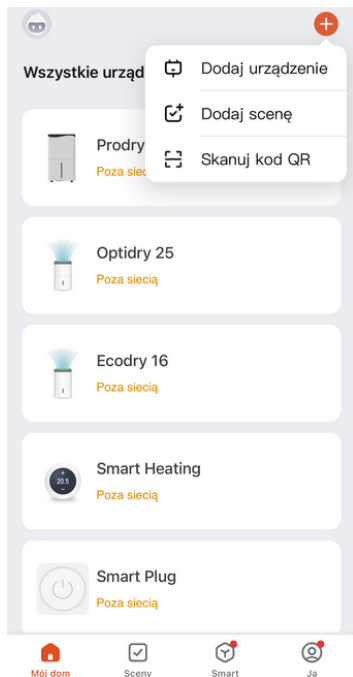 Wszystkie urząd
Dodaj urządzenie
Dodaj scenę
Skanuj kod QR
Prodry
Poza siec
Optidry 25
Poza siecią
Ecodry 16
Poza siecią
20.5
Smart Heating
Poza siecią
Smart Plug
Poza siecią
Mój dom
Sceny
Smart
Ja